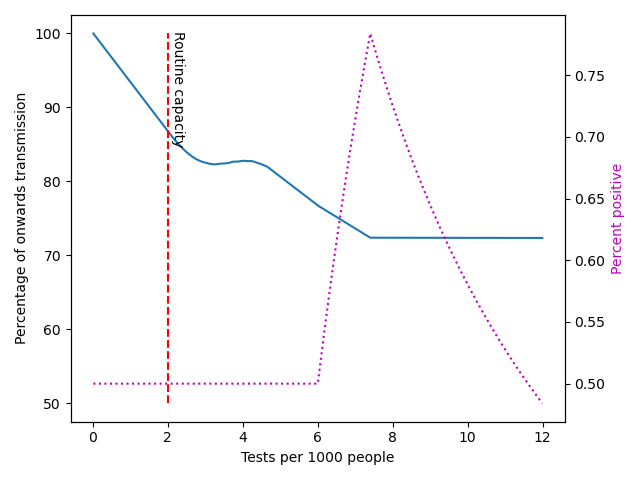 100
90
80
70
60
50
Percentage of onwards transmission
Routine capacity
0.75
0.70
0.65
0.60
0.55
0.50
Percent positive
0 2 4 6 8 10 12
Tests per 1000 people